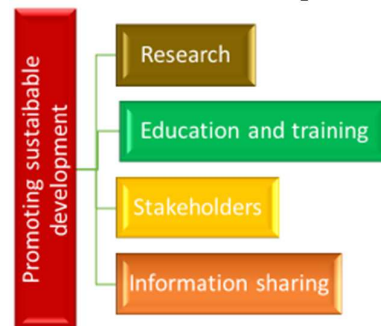 Promoting sustaibable
development
Research
Education and training
Stakeholders
Information sharing